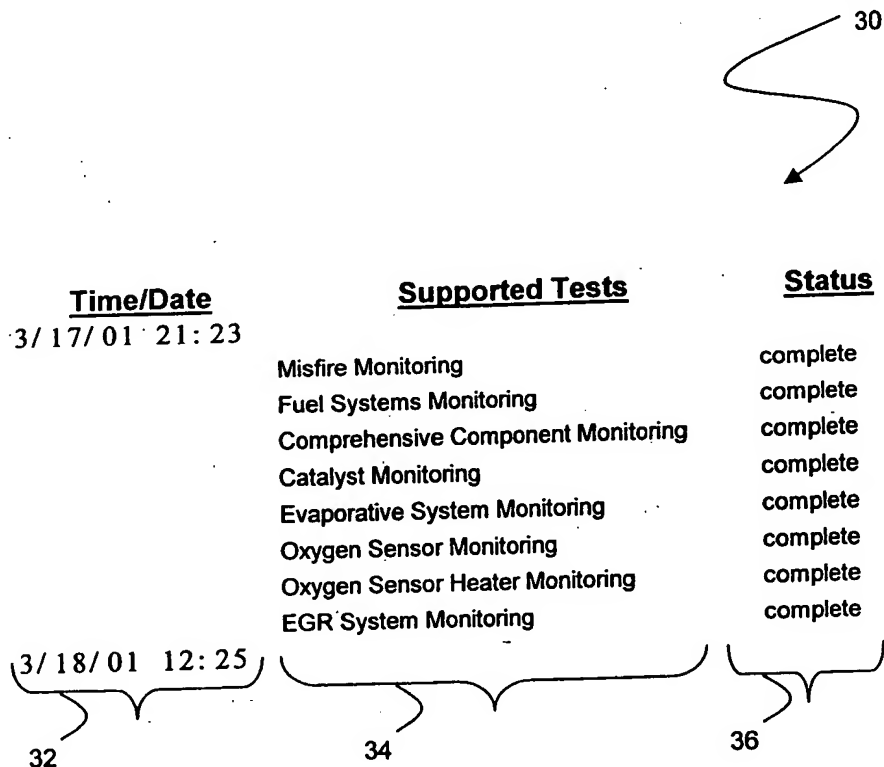 30
Time/Date Supported Tests Status
3/17/01 21:23
Misfire Monitoring complete
Fuel Systems Monitoring complete
Comprehensive Component Monitoring complete
Catalyst Monitoring complete
Evaporative System Monitoring complete
Oxygen Sensor Monitoring complete
Oxygen Sensor Heater Monitoring complete
EGR System Monitoring complete
3/18/01 12:25
32 34 36